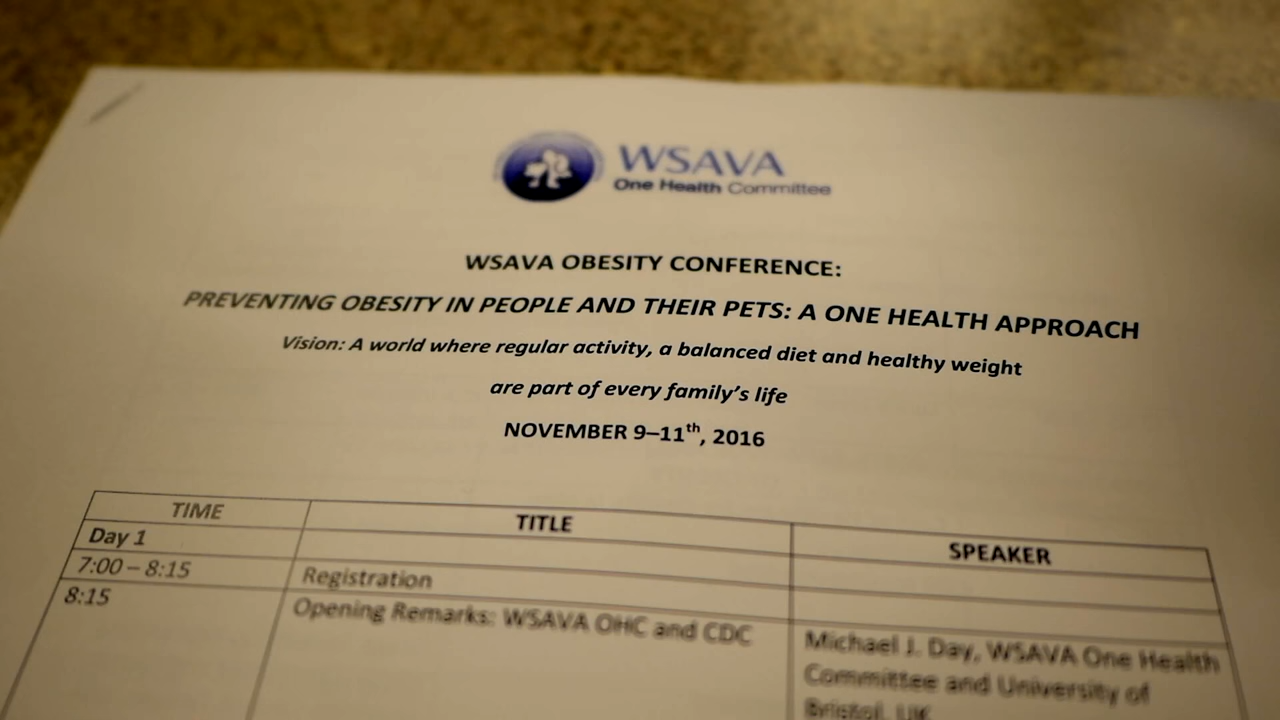 WSAVA
One Health Committee
WSAVA OBESITY CONFERENCE:
PREVENTING OBESITY IN PEOPLE AND THEIR PETS: A ONE HEALTH APPROACH
Vision: A world where regular activity, a balanced diet and healthy weight
are part of every family's life
NOVEMBER 9–11th, 2016
TIME TITLE SPEAKER
Day 1
7:00 – 8:15 Registration
8:15 Opening Remarks: WSAVA OHC and CDC Michael J. Day, WSAVA One Health
Committee and University of
Bristol, UK